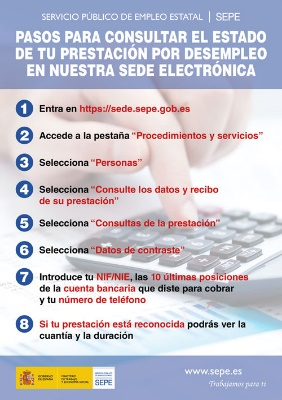 SERVICIO PÚBLICO DE EMPLEO ESTATAL | SEPE
PASOS PARA CONSULTAR EL ESTADO
DE TU PRESTACIÓN POR DESEMPLEO
EN NUESTRA SEDE ELECTRÓNICA
1 Entra en https://sede.sepe.gob.es
2 Accede a la pestaña “Procedimientos y servicios”
3 Selecciona “Personas”
4 Selecciona “Consulte los datos y recibo
de su prestación”
5 Selecciona “Consultas de la prestación”
6 Selecciona “Datos de contraste”
7 Introduce tu NIF/NIE, las 10 últimas posiciones
de la cuenta bancaria que diste para cobrar
y tu número de teléfono
8 Si tu prestación está reconocida podrás ver la
cuantía y la duración
www.sepe.es
Trabajamos para ti
GOBIERNO
DE ESPAÑA
MINISTERIO
SEPE